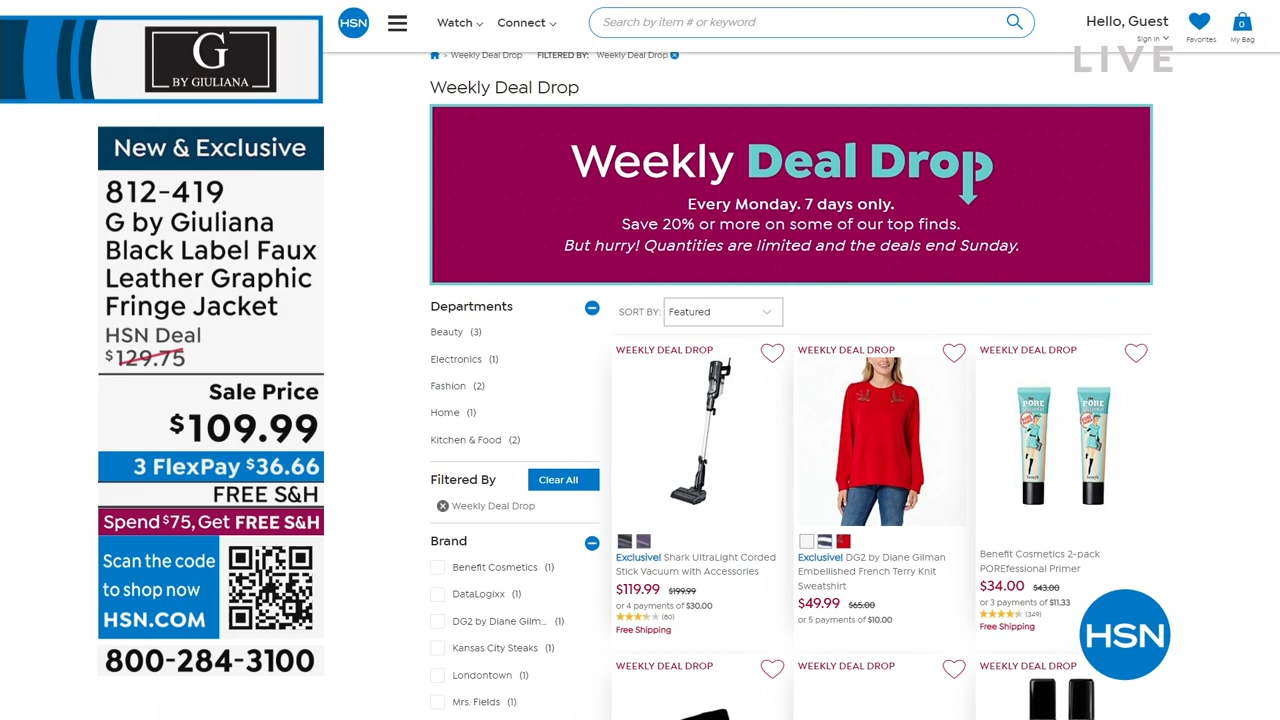 G
BY GIULIANA
New & Exclusive
812-419
G by Giuliana
Black Label Faux
Leather Graphic
Fringe Jacket
HSN Deal
$129.75
Sale Price
$109.99
3 FlexPay $36.66
FREE S&H
Spend $75, Get FREE S&H
Scan the code
to shop now
HSN.COM
800-284-3100
HSN
Watch
Connect
Search by item # or keyword
Hello, Guest
Sign in
Favorites
0
My Bag
LIVE
> Weekly Deal Drop FILTERED BY: Weekly Deal Drop
Weekly Deal Drop
Weekly Deal Drop
Every Monday. 7 days only.
Save 20% or more on some of our top finds.
But hurry! Quantities are limited and the deals end Sunday.
Departments
Beauty (3)
Electronics (1)
Fashion (2)
Home (1)
Kitchen & Food (2)
Filtered By
Clear All
Weekly Deal Drop
Brand
Benefit Cosmetics (1)
DataLogixx (1)
DG2 by Diane Gilm... (1)
Kansas City Steaks (1)
Londontown (1)
Mrs. Fields (1)
SORT BY: Featured
WEEKLY DEAL DROP
Exclusive! Shark UltraLight Corded
Stick Vacuum with Accessories
$119.99 $199.99
or 4 payments of $30.00
(60)
Free Shipping
WEEKLY DEAL DROP
Exclusive! DG2 by Diane Gilman
Embellished French Terry Knit
Sweatshirt
$49.99 $65.00
or 5 payments of $10.00
WEEKLY DEAL DROP
PORE
PORE
benefit
benefit
Benefit Cosmetics 2-pack
POREfessional Primer
$34.00 $43.00
or 3 payments of $11.33
(349)
Free Shipping
HSN
WEEKLY DEAL DROP
WEEKLY DEAL DROP
WEEKLY DEAL DROP